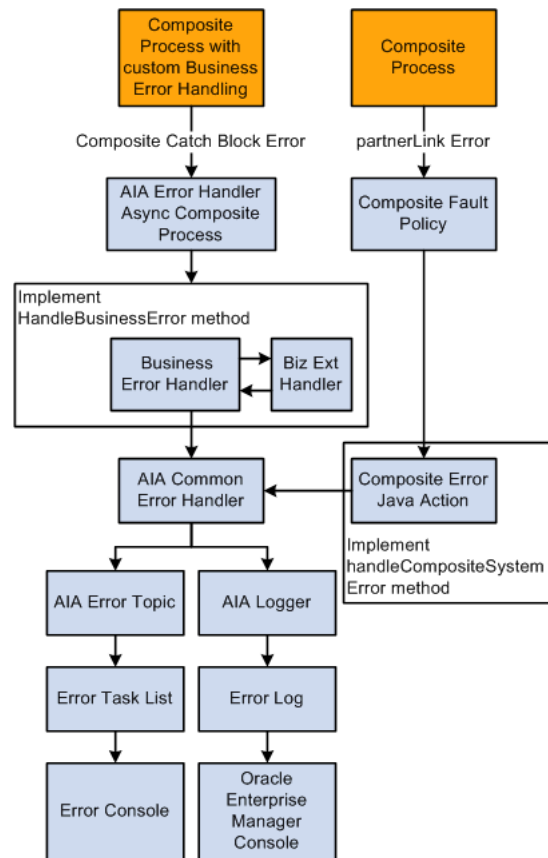 Composite
Process with
custom Business
Error Handling
Composite
Process
Composite Catch Block Error
partnerLink Error
AIA Error Handler
Async Composite
Process
Composite Fault
Policy
Implement
HandleBusinessError method
Business
Error Handler
Biz Ext
Handler
AIA Common
Error Handler
Composite Error
Java Action
Implement
handleCompositeSystem
Error method
AIA Error Topic
AIA Logger
Error Task List
Error Log
Error Console
Oracle
Enterprise
Manager
Console